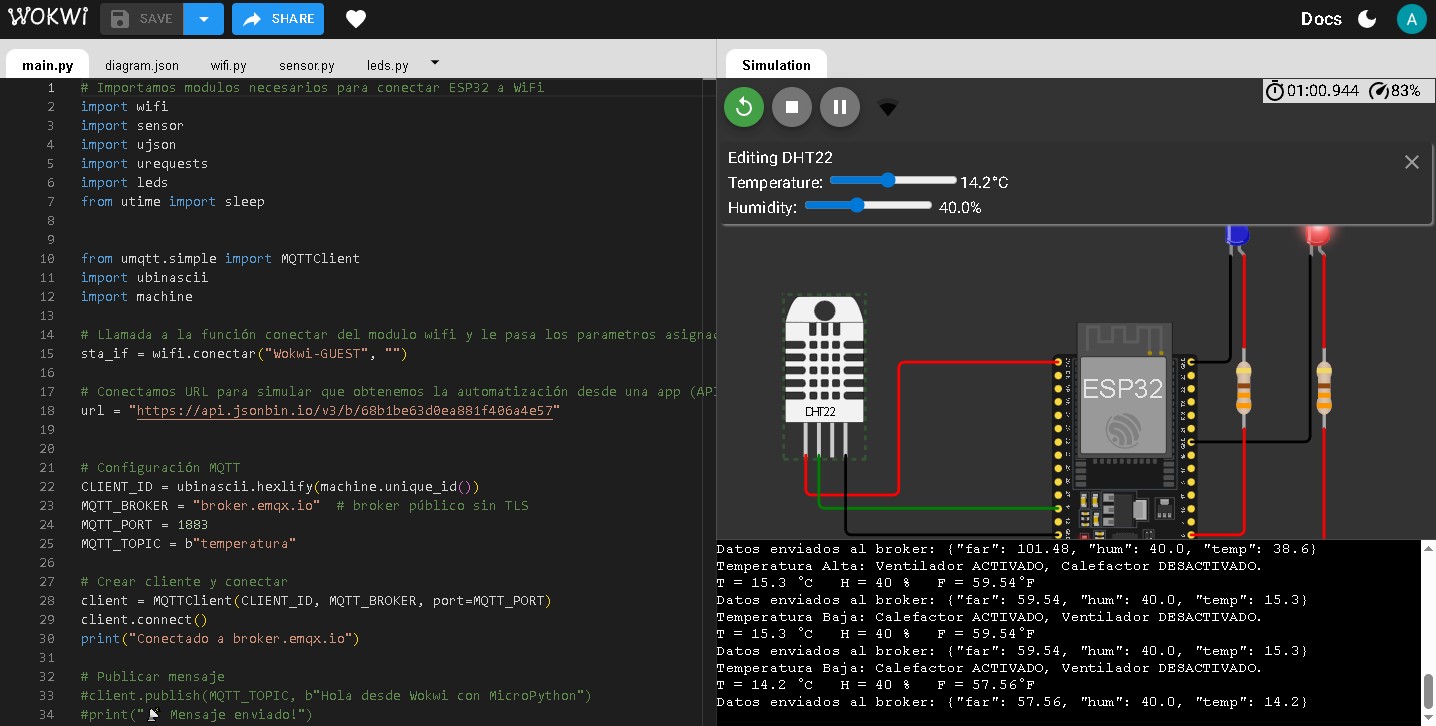 WOKWI
SAVE
SHARE
Docs
A
main.py
diagram.json
wifi.py
sensor.py
leds.py
1 # Importamos modulos necesarios para conectar ESP32 a WiFi
2 import wifi
3 import sensor
4 import ujson
5 import urequests
6 import leds
7 from utime import sleep
8
9
10 from umqtt.simple import MQTTClient
11 import ubinascii
12 import machine
13
14 # Llamada a la función conectar del modulo wifi y le pasa los parametros asignad
15 sta_if = wifi.conectar("Wokwi-GUEST", "")
16
17 # Conectamos URL para simular que obtenemos la automatización desde una app (API
18 url = "https://api.jsonbin.io/v3/b/68b1be63d0ea881f406a4e57"
19
20
21 # Configuración MQTT
22 CLIENT_ID = ubinascii.hexlify(machine.unique_id())
23 MQTT_BROKER = "broker.emqx.io"  # broker público sin TLS
24 MQTT_PORT = 1883
25 MQTT_TOPIC = b"temperatura"
26
27 # Crear cliente y conectar
28 client = MQTTClient(CLIENT_ID, MQTT_BROKER, port=MQTT_PORT)
29 client.connect()
30 print("Conectado a broker.emqx.io")
31
32 # Publicar mensaje
33 #client.publish(MQTT_TOPIC, b"Hola desde Wokwi con MicroPython")
34 #print("📡 Mensaje enviado!")
Simulation
01:00.944
83%
Editing DHT22
Temperature: 14.2°C
Humidity: 40.0%
DHT22
ESP32
Datos enviados al broker: {"far": 101.48, "hum": 40.0, "temp": 38.6}
Temperatura Alta: Ventilador ACTIVADO, Calefactor DESACTIVADO.
T = 15.3 °C   H = 40 %   F = 59.54°F
Datos enviados al broker: {"far": 59.54, "hum": 40.0, "temp": 15.3}
Temperatura Baja: Calefactor ACTIVADO, Ventilador DESACTIVADO.
T = 15.3 °C   H = 40 %   F = 59.54°F
Datos enviados al broker: {"far": 59.54, "hum": 40.0, "temp": 15.3}
Temperatura Baja: Calefactor ACTIVADO, Ventilador DESACTIVADO.
T = 14.2 °C   H = 40 %   F = 57.56°F
Datos enviados al broker: {"far": 57.56, "hum": 40.0, "temp": 14.2}